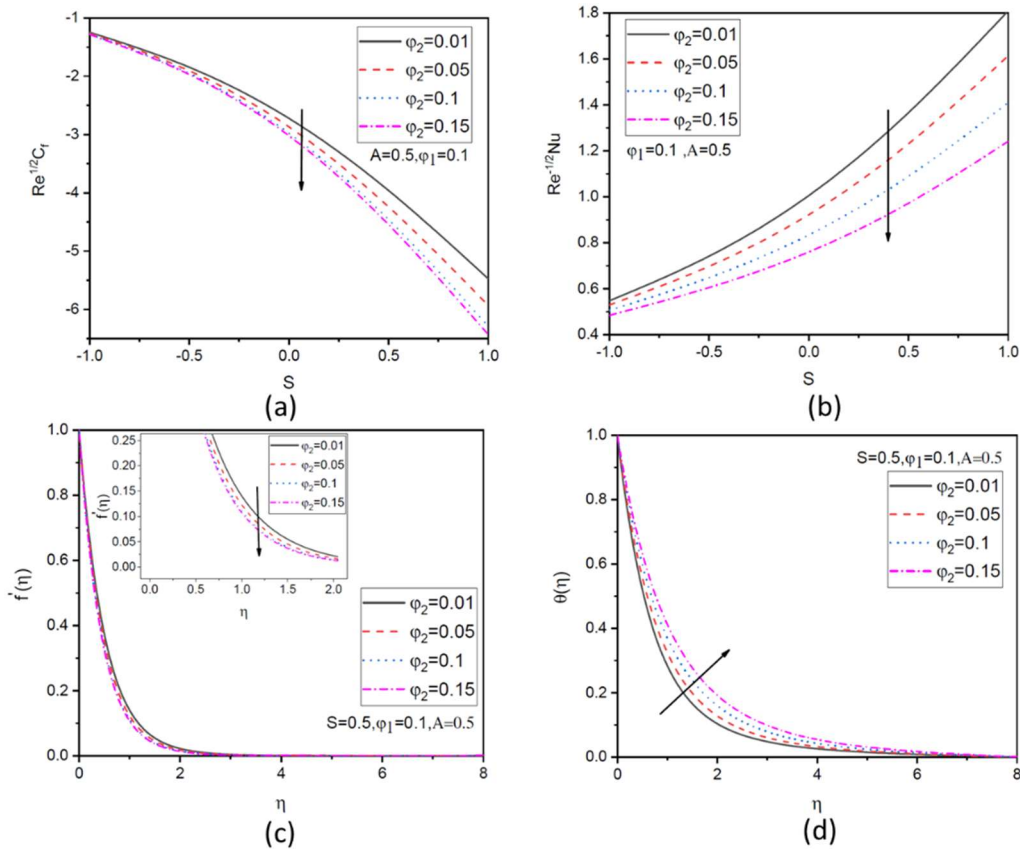 -1
-2
-3
-4
-5
-6
Re^1/2C_f
φ₂=0.01
φ₂=0.05
φ₂=0.1
φ₂=0.15
A=0.5,φ₁=0.1
-1.0
-0.5
0.0
0.5
1.0
S
(a)
1.8
1.6
1.4
1.2
1.0
0.8
0.6
0.4
Re^-1/2Nu
φ₂=0.01
φ₂=0.05
φ₂=0.1
φ₂=0.15
φ₁=0.1 ,A=0.5
-1.0
-0.5
0.0
0.5
1.0
S
(b)
1.0
0.8
0.6
0.4
0.2
0.0
f'(η)
0.25
0.20
0.15
0.10
0.05
0.00
f'(η)
φ₂=0.01
φ₂=0.05
φ₂=0.1
φ₂=0.15
0.0
0.5
1.0
1.5
2.0
η
φ₂=0.01
φ₂=0.05
φ₂=0.1
φ₂=0.15
S=0.5,φ₁=0.1,A=0.5
0
2
4
6
8
η
(c)
1.0
0.8
0.6
0.4
0.2
0.0
θ(η)
S=0.5,φ₁=0.1,A=0.5
φ₂=0.01
φ₂=0.05
φ₂=0.1
φ₂=0.15
0
2
4
6
8
η
(d)